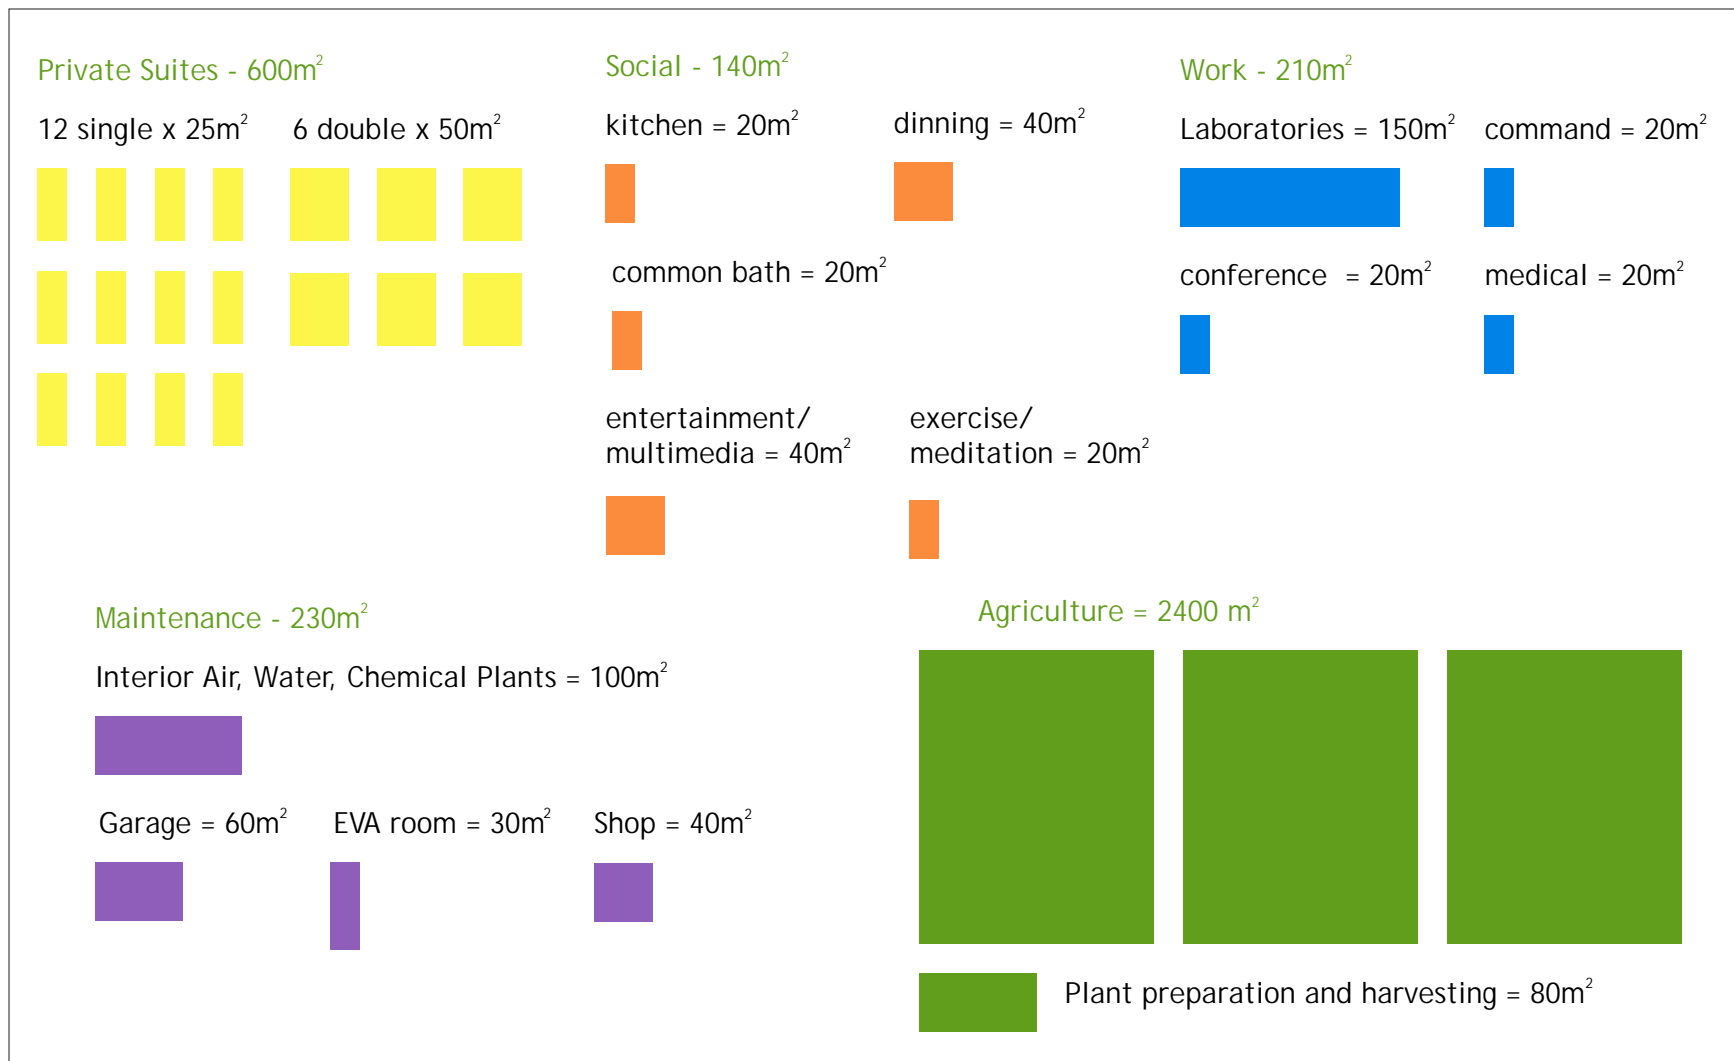 Private Suites - 600m²
12 single x 25m²
6 double x 50m²
Social - 140m²
kitchen = 20m²
dinning = 40m²
common bath = 20m²
entertainment/
multimedia = 40m²
exercise/
meditation = 20m²
Work - 210m²
Laboratories = 150m²
command = 20m²
conference = 20m²
medical = 20m²
Maintenance - 230m²
Interior Air, Water, Chemical Plants = 100m²
Garage = 60m²
EVA room = 30m²
Shop = 40m²
Agriculture = 2400 m²
Plant preparation and harvesting = 80m²